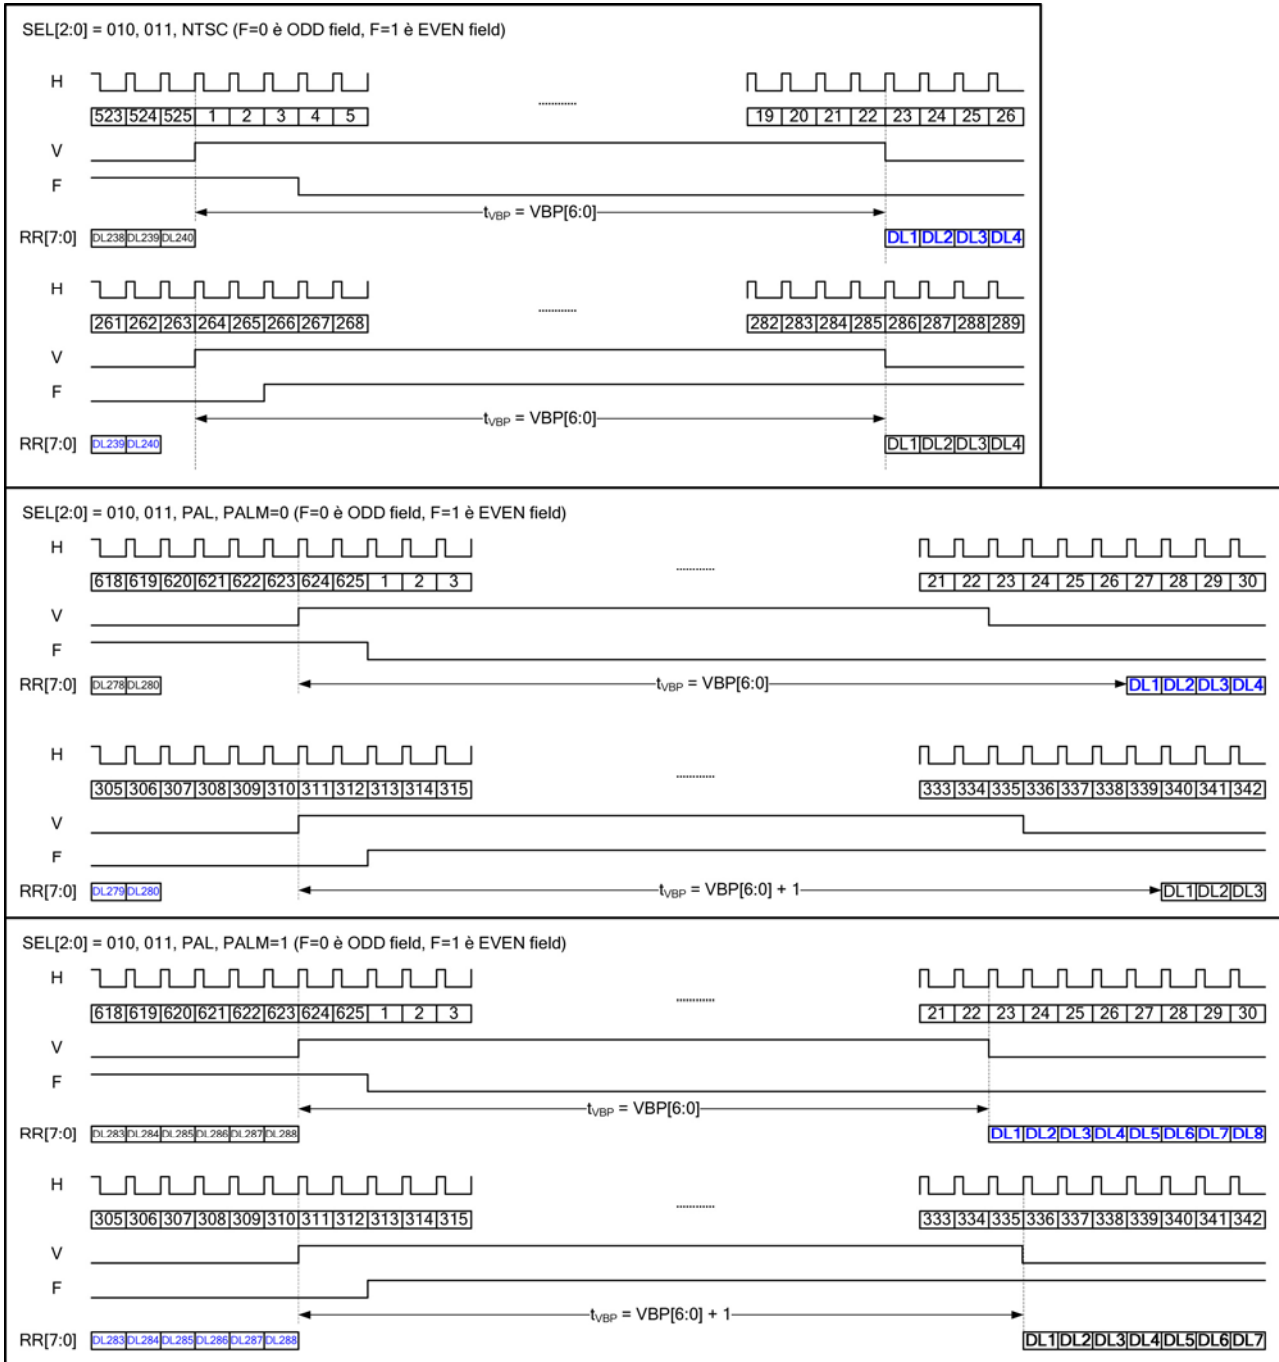 SEL[2:0] = 010, 011, NTSC (F=0 è ODD field, F=1 è EVEN field)
H
523 524 525 1 2 3 4 5 ............ 19 20 21 22 23 24 25 26
V
F
tVBP = VBP[6:0]
RR[7:0] DL238 DL239 DL240 DL1 DL2 DL3 DL4
H
261 262 263 264 265 266 267 268 ............ 282 283 284 285 286 287 288 289
V
F
tVBP = VBP[6:0]
RR[7:0] DL239 DL240 DL1 DL2 DL3 DL4
SEL[2:0] = 010, 011, PAL, PALM=0 (F=0 è ODD field, F=1 è EVEN field)
H
618 619 620 621 622 623 624 625 1 2 3 ............ 21 22 23 24 25 26 27 28 29 30
V
F
RR[7:0] DL278 DL280 tVBP = VBP[6:0] DL1 DL2 DL3 DL4
H
305 306 307 308 309 310 311 312 313 314 315 ............ 333 334 335 336 337 338 339 340 341 342
V
F
RR[7:0] DL279 DL280 tVBP = VBP[6:0] + 1 DL1 DL2 DL3
SEL[2:0] = 010, 011, PAL, PALM=1 (F=0 è ODD field, F=1 è EVEN field)
H
618 619 620 621 622 623 624 625 1 2 3 ............ 21 22 23 24 25 26 27 28 29 30
V
F
tVBP = VBP[6:0]
RR[7:0] DL283 DL284 DL285 DL286 DL287 DL288 DL1 DL2 DL3 DL4 DL5 DL6 DL7 DL8
H
305 306 307 308 309 310 311 312 313 314 315 ............ 333 334 335 336 337 338 339 340 341 342
V
F
tVBP = VBP[6:0] + 1
RR[7:0] DL283 DL284 DL285 DL286 DL287 DL288 DL1 DL2 DL3 DL4 DL5 DL6 DL7